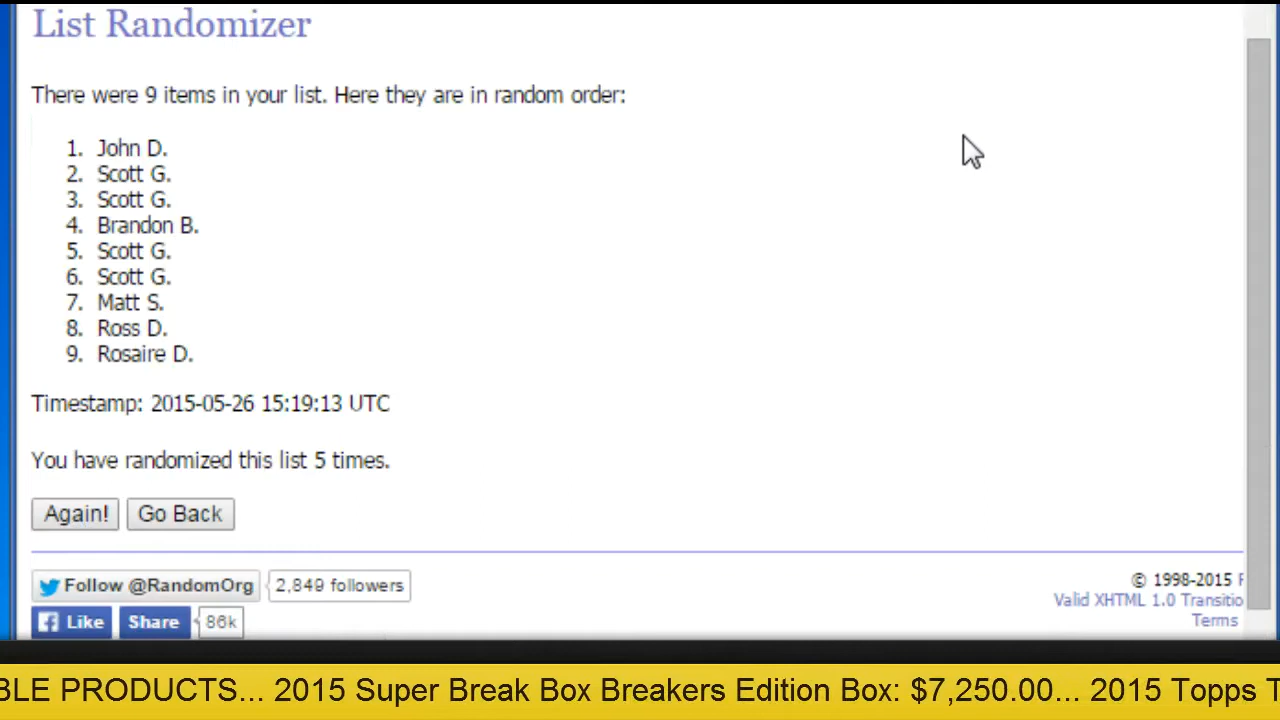 List Randomizer
There were 9 items in your list. Here they are in random order:
1. John D.
2. Scott G.
3. Scott G.
4. Brandon B.
5. Scott G.
6. Scott G.
7. Matt S.
8. Ross D.
9. Rosaire D.
Timestamp: 2015-05-26 15:19:13 UTC
You have randomized this list 5 times.
Again! Go Back
Follow @RandomOrg 2,849 followers
© 1998-2015
Valid XHTML 1.0 Transitio
Like Share 86k
Terms
BLE PRODUCTS... 2015 Super Break Box Breakers Edition Box: $7,250.00... 2015 Topps T